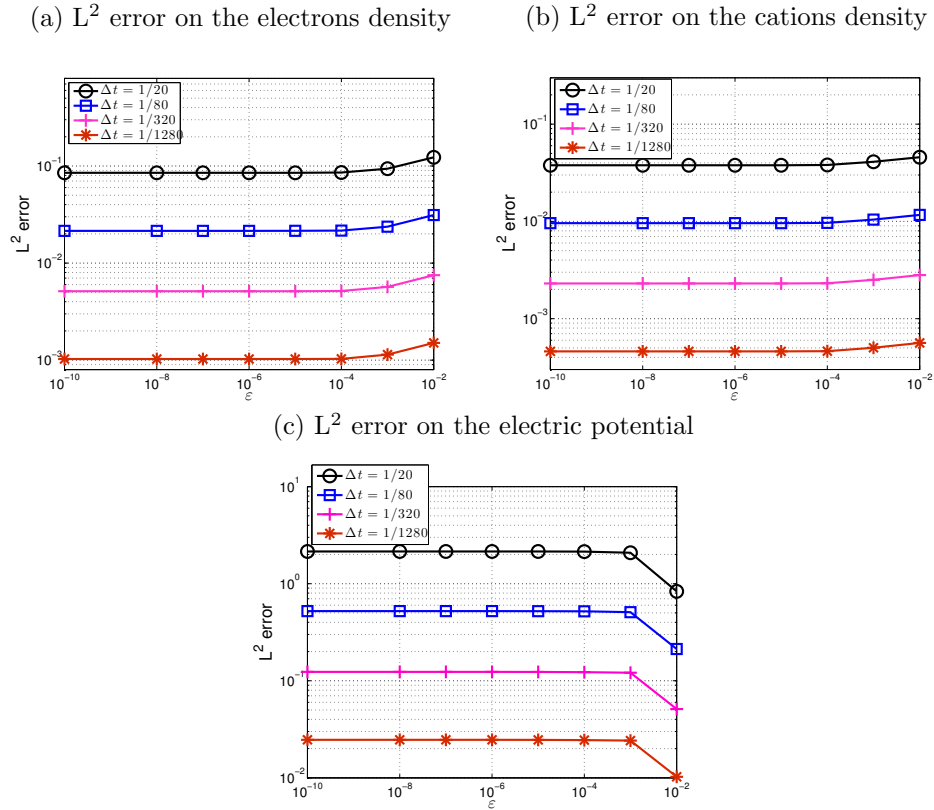 (a) L² error on the electrons density
(b) L² error on the cations density
Δt = 1/20
Δt = 1/80
Δt = 1/320
Δt = 1/1280
10⁻¹
10⁻²
10⁻³
L² error
10⁻¹⁰ 10⁻⁸ 10⁻⁶ 10⁻⁴ 10⁻²
ε
Δt = 1/20
Δt = 1/80
Δt = 1/320
Δt = 1/1280
10⁻¹
10⁻²
10⁻³
L² error
10⁻¹⁰ 10⁻⁸ 10⁻⁶ 10⁻⁴ 10⁻²
ε
(c) L² error on the electric potential
Δt = 1/20
Δt = 1/80
Δt = 1/320
Δt = 1/1280
10¹
10⁰
10⁻¹
10⁻²
L² error
10⁻¹⁰ 10⁻⁸ 10⁻⁶ 10⁻⁴ 10⁻²
ε